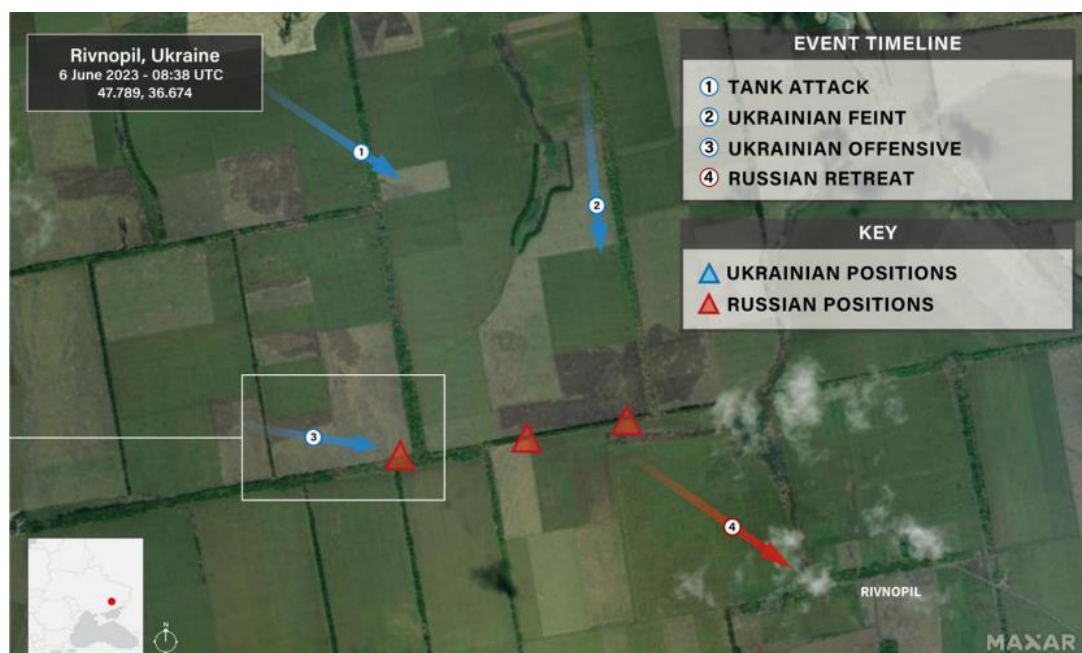 Rivnopil, Ukraine
6 June 2023 - 08:38 UTC
47.789, 36.674
EVENT TIMELINE
1 TANK ATTACK
2 UKRAINIAN FEINT
3 UKRAINIAN OFFENSIVE
4 RUSSIAN RETREAT
KEY
UKRAINIAN POSITIONS
RUSSIAN POSITIONS
1
2
3
4
RIVNOPIL
N
MAXAR